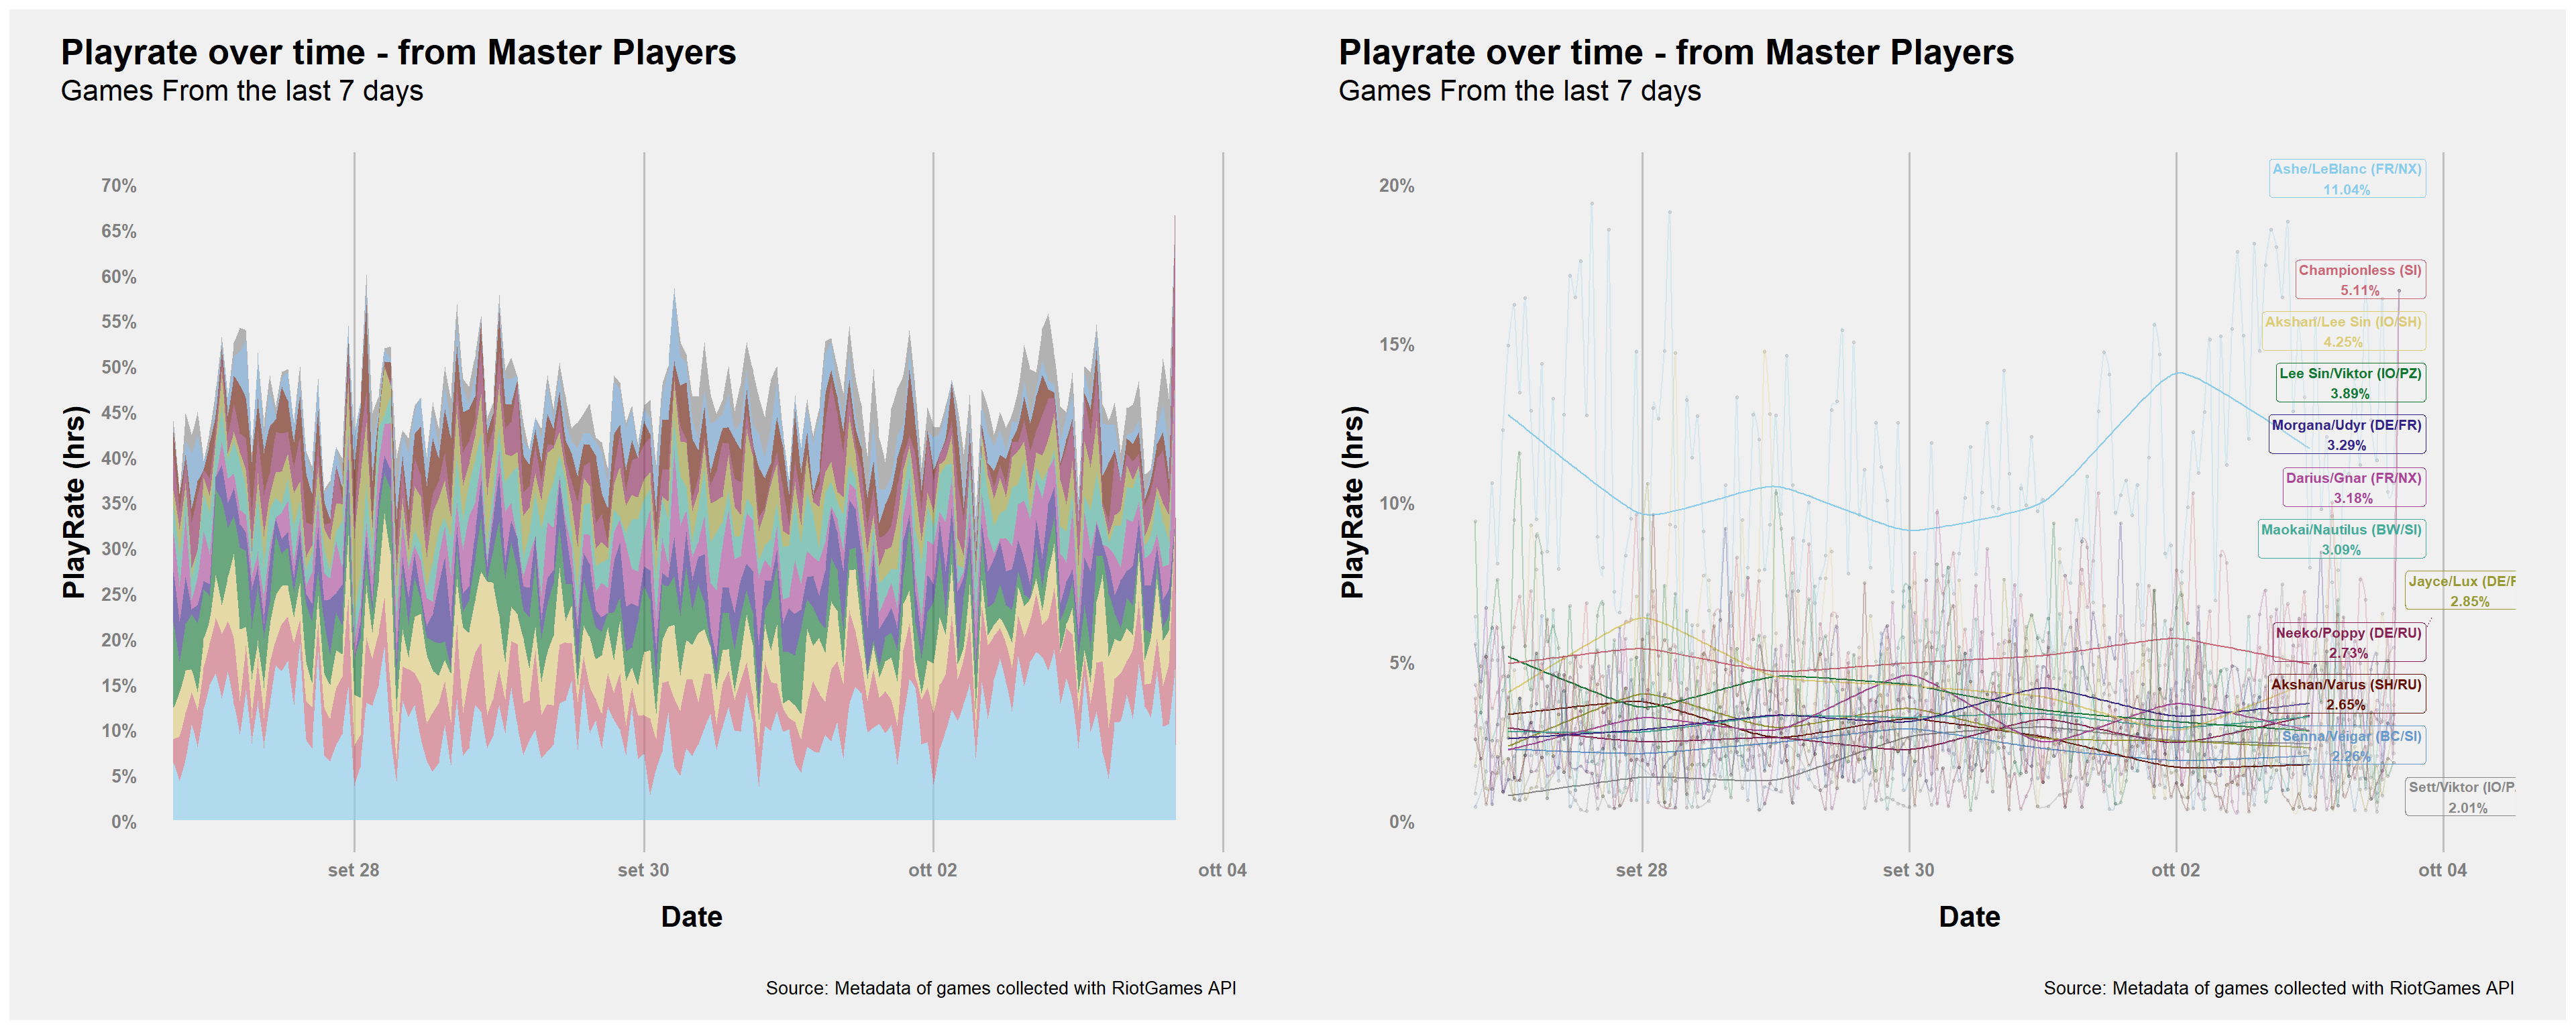 Playrate over time - from Master Players
Games From the last 7 days
70%
65%
60%
55%
50%
45%
40%
35%
30%
25%
20%
15%
10%
5%
0%
PlayRate (hrs)
set 28
set 30
ott 02
ott 04
Date
Source: Metadata of games collected with RiotGames API
Playrate over time - from Master Players
Games From the last 7 days
20%
15%
10%
5%
0%
PlayRate (hrs)
Ashe/LeBlanc (FR/NX)
11.04%
Championless (SI)
5.11%
Akshan/Lee Sin (IO/SH)
4.25%
Lee Sin/Viktor (IO/PZ)
3.89%
Morgana/Udyr (DE/FR)
3.29%
Darius/Gnar (FR/NX)
3.18%
Maokai/Nautilus (BW/SI)
3.09%
Jayce/Lux (DE/F
2.85%
Neeko/Poppy (DE/RU)
2.73%
Akshan/Varus (SH/RU)
2.65%
Senna/Veigar (BC/SI)
2.26%
Sett/Viktor (IO/P
2.01%
set 28
set 30
ott 02
ott 04
Date
Source: Metadata of games collected with RiotGames API